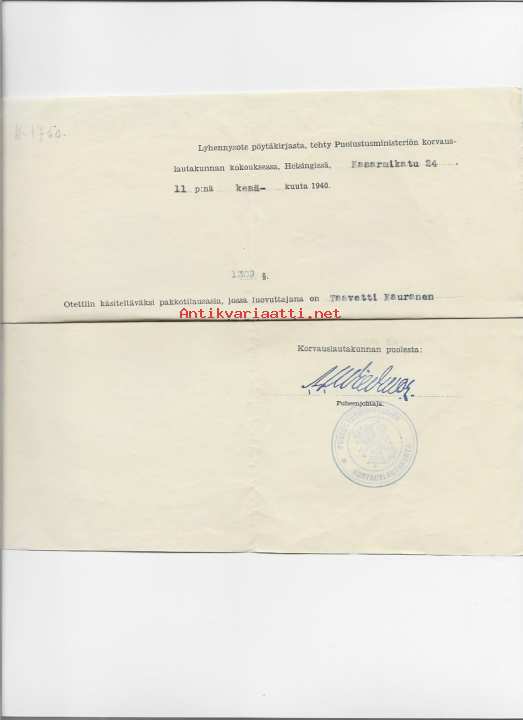 Lyhennysote pöytäkirjasta, tehty Puolustusministeriön korvaus-
lautakunnan kokouksessa, Helsingissä, Kasarmikatu 24
11 p:nä kesä- kuuta 1940.
1309 §.
Otettiin käsiteltäväksi pakkotilausasia, jossa luovuttajana on Taavetti Kauranen
Antikvariaatti.net
Korvauslautakunnan puolesta:
Puheenjohtaja.